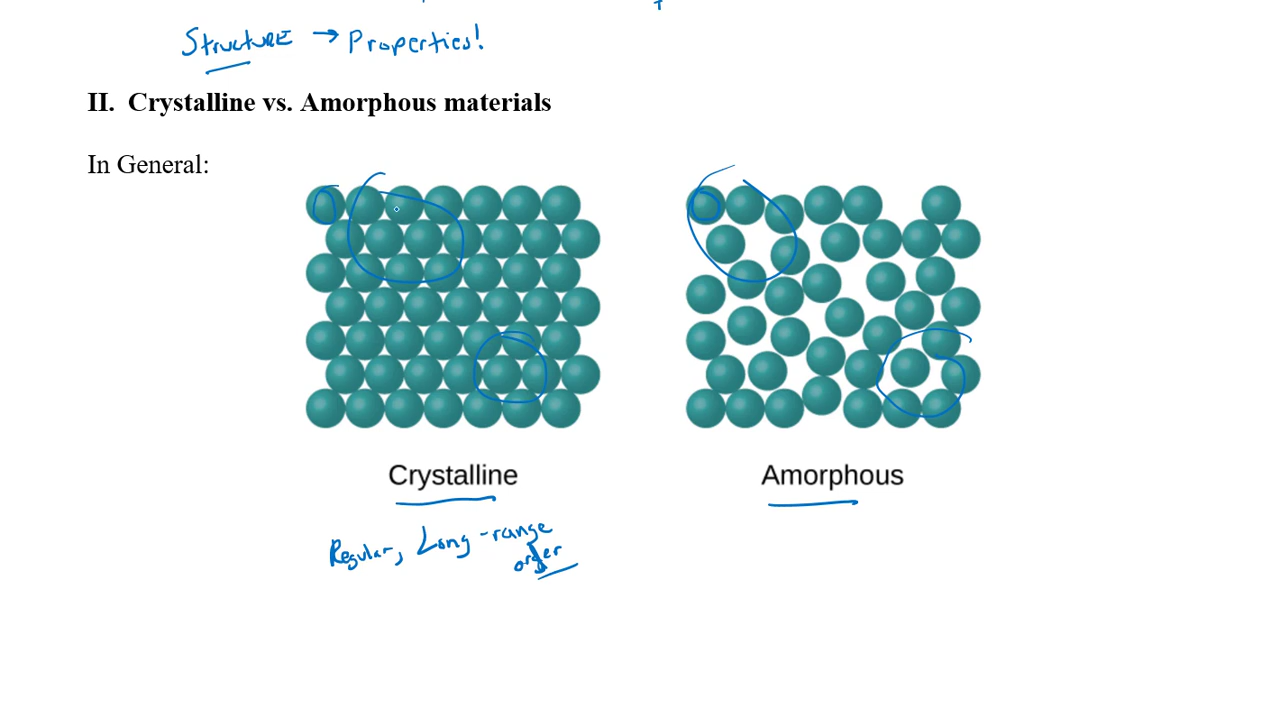 Structure → Properties!
II. Crystalline vs. Amorphous materials
In General:
Crystalline
Amorphous
Regular, Long-range
order